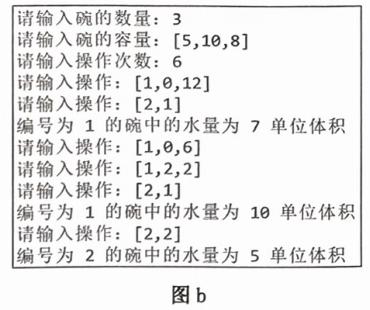 请输入碗的数量：3
请输入碗的容量：[5,10,8]
请输入操作次数：6
请输入操作：[1,0,12]
请输入操作：[2,1]
编号为 1 的碗中的水量为 7 单位体积
请输入操作：[1,0,6]
请输入操作：[1,2,2]
请输入操作：[2,1]
编号为 1 的碗中的水量为 10 单位体积
请输入操作：[2,2]
编号为 2 的碗中的水量为 5 单位体积
图 b